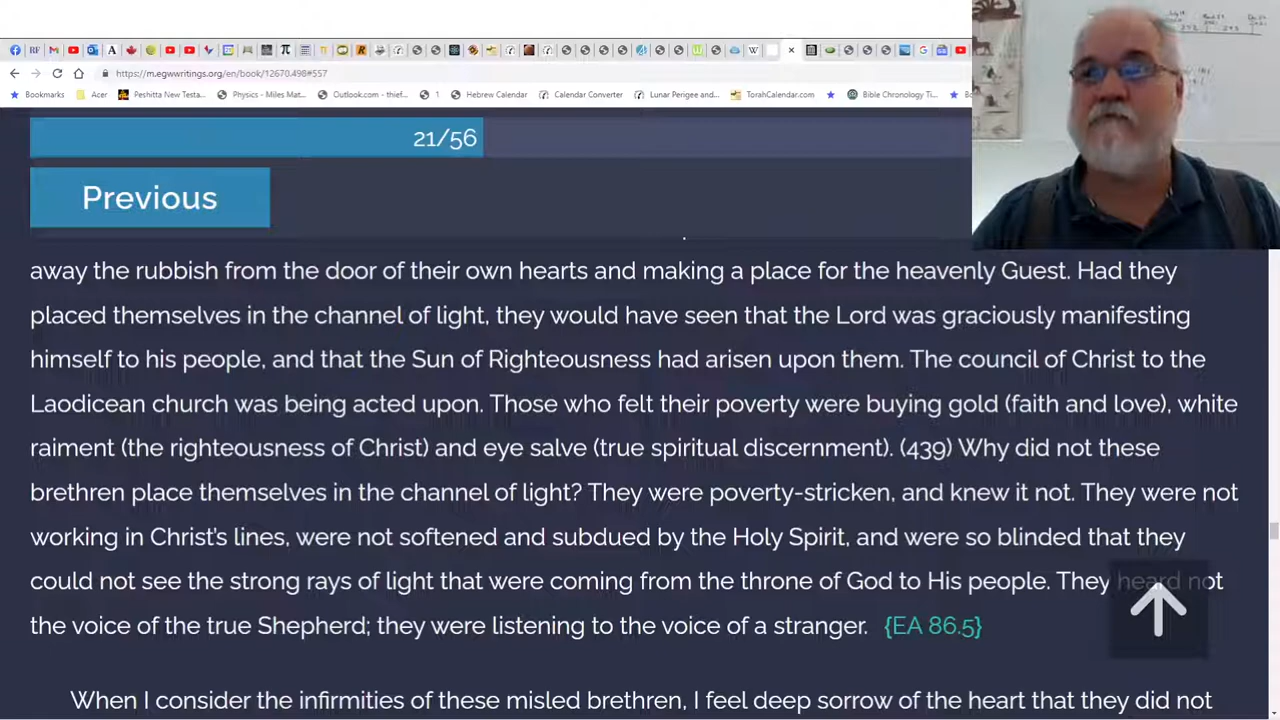 https://m.egwwritings.org/en/book/12670.498#557
Bookmarks Acer Peshitta New Testa... Physics - Miles Mat... Outlook.com - thief... 1 Hebrew Calendar Calendar Converter Lunar Perigee and... TorahCalendar.com Bible Chronology Ti...
21/56
Previous
away the rubbish from the door of their own hearts and making a place for the heavenly Guest. Had they
placed themselves in the channel of light, they would have seen that the Lord was graciously manifesting
himself to his people, and that the Sun of Righteousness had arisen upon them. The council of Christ to the
Laodicean church was being acted upon. Those who felt their poverty were buying gold (faith and love), white
raiment (the righteousness of Christ) and eye salve (true spiritual discernment). (439) Why did not these
brethren place themselves in the channel of light? They were poverty-stricken, and knew it not. They were not
working in Christ's lines, were not softened and subdued by the Holy Spirit, and were so blinded that they
could not see the strong rays of light that were coming from the throne of God to His people. They heard not
the voice of the true Shepherd; they were listening to the voice of a stranger. {EA 86.5}
When I consider the infirmities of these misled brethren, I feel deep sorrow of the heart that they did not